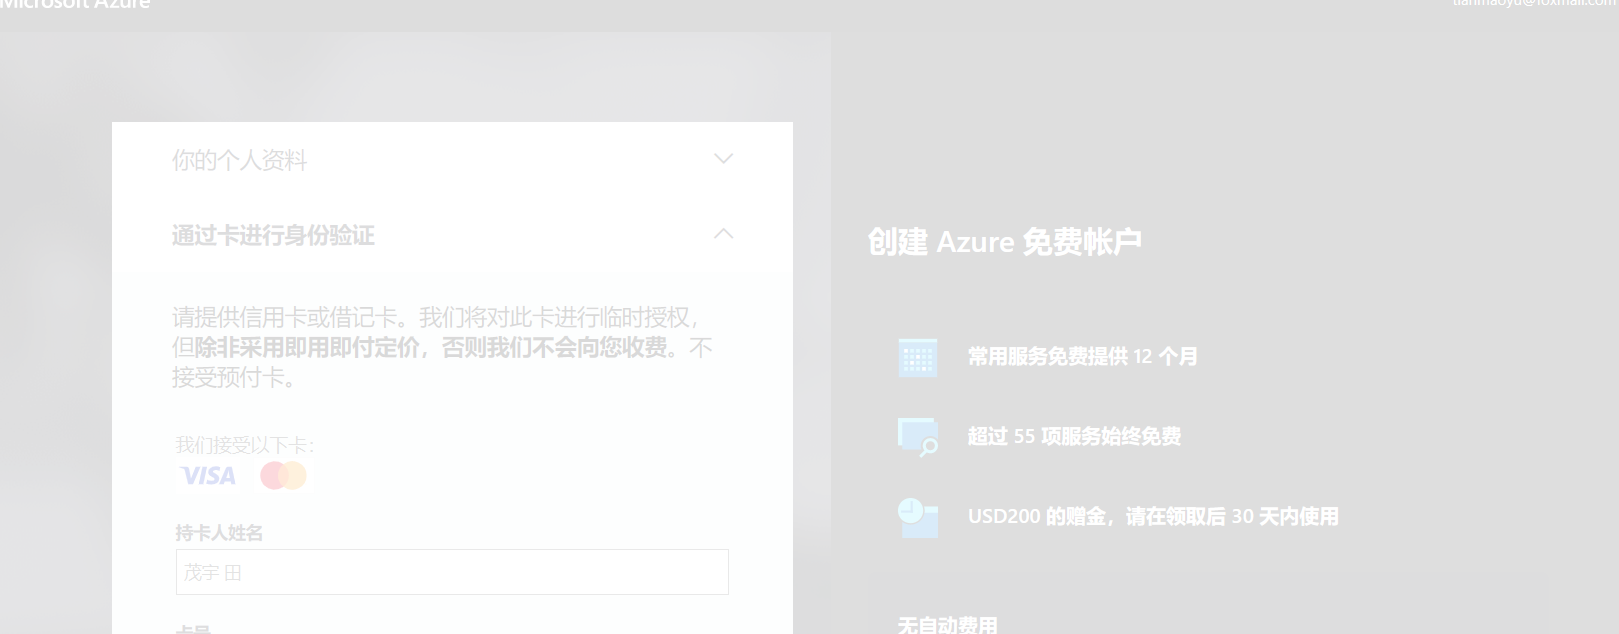 Microsoft Azure
tianmaoyu@foxmail.com
你的个人资料
通过卡进行身份验证
请提供信用卡或借记卡。我们将对此卡进行临时授权，
但除非采用即用即付定价，否则我们不会向您收费。不
接受预付卡。
我们接受以下卡：
VISA
持卡人姓名
茂宇 田
卡号
创建 Azure 免费帐户
常用服务免费提供 12 个月
超过 55 项服务始终免费
USD200 的赠金，请在领取后 30 天内使用
无自动费用